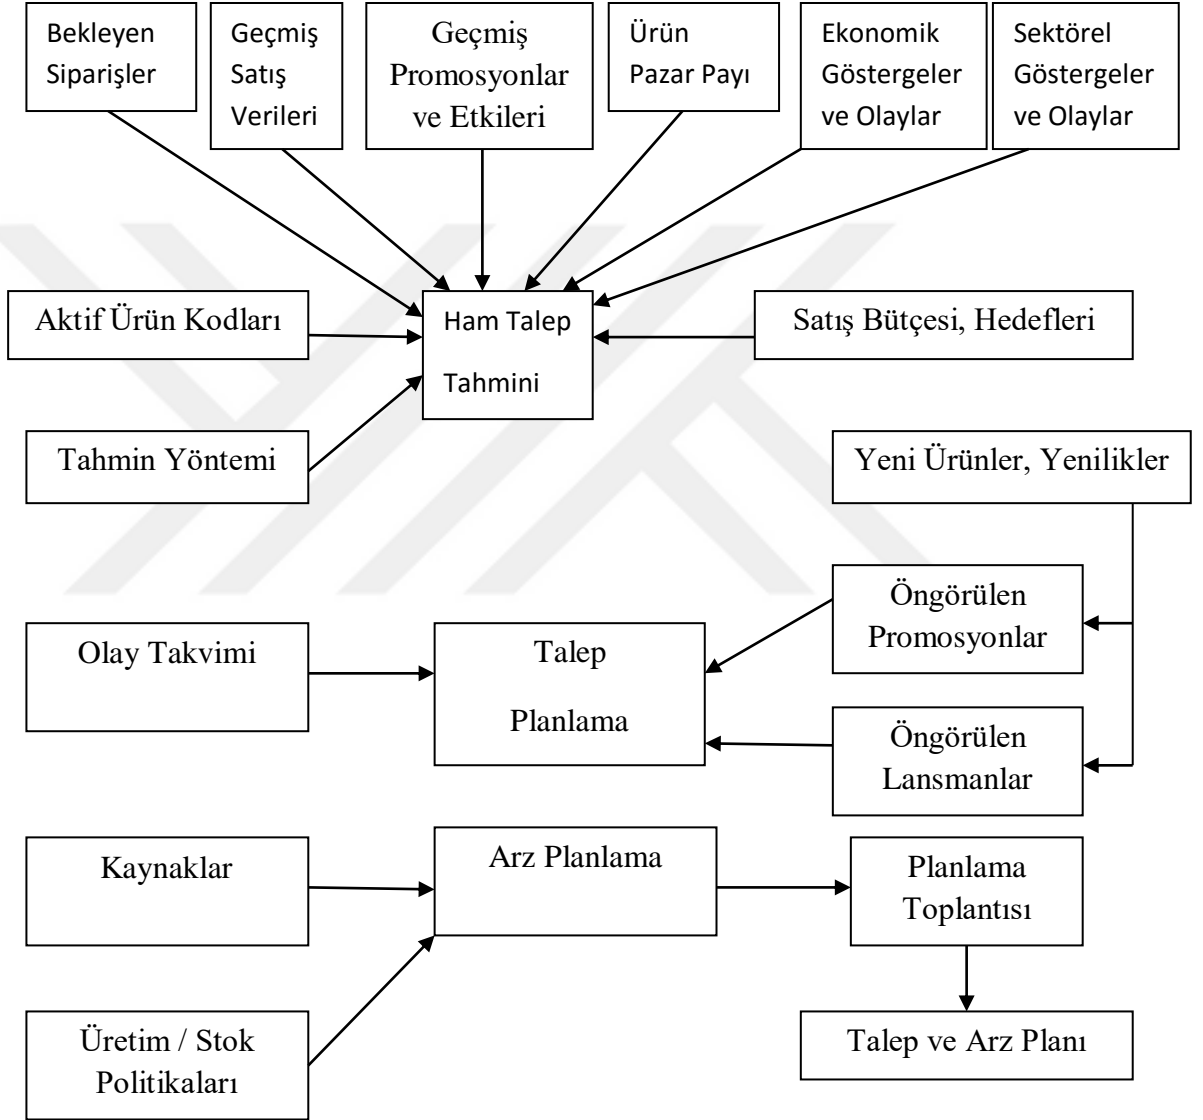 Bekleyen
Siparişler
Geçmiş
Satış
Verileri
Geçmiş
Promosyonlar
ve Etkileri
Ürün
Pazar Payı
Ekonomik
Göstergeler
ve Olaylar
Sektörel
Göstergeler
ve Olaylar
Aktif Ürün Kodları
Ham Talep
Tahmini
Satış Bütçesi, Hedefleri
Tahmin Yöntemi
Yeni Ürünler, Yenilikler
Olay Takvimi
Talep
Planlama
Öngörülen
Promosyonlar
Öngörülen
Lansmanlar
Kaynaklar
Arz Planlama
Planlama
Toplantısı
Üretim / Stok
Politikaları
Talep ve Arz Planı